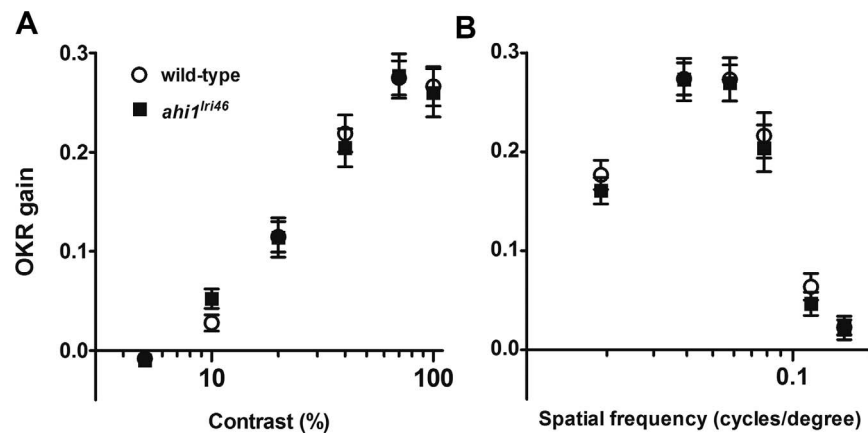 A
B
0.3
0.2
0.1
0.0
OKR gain
wild-type
ahi1lri46
10
100
Contrast (%)
0.3
0.2
0.1
0.0
0.1
Spatial frequency (cycles/degree)